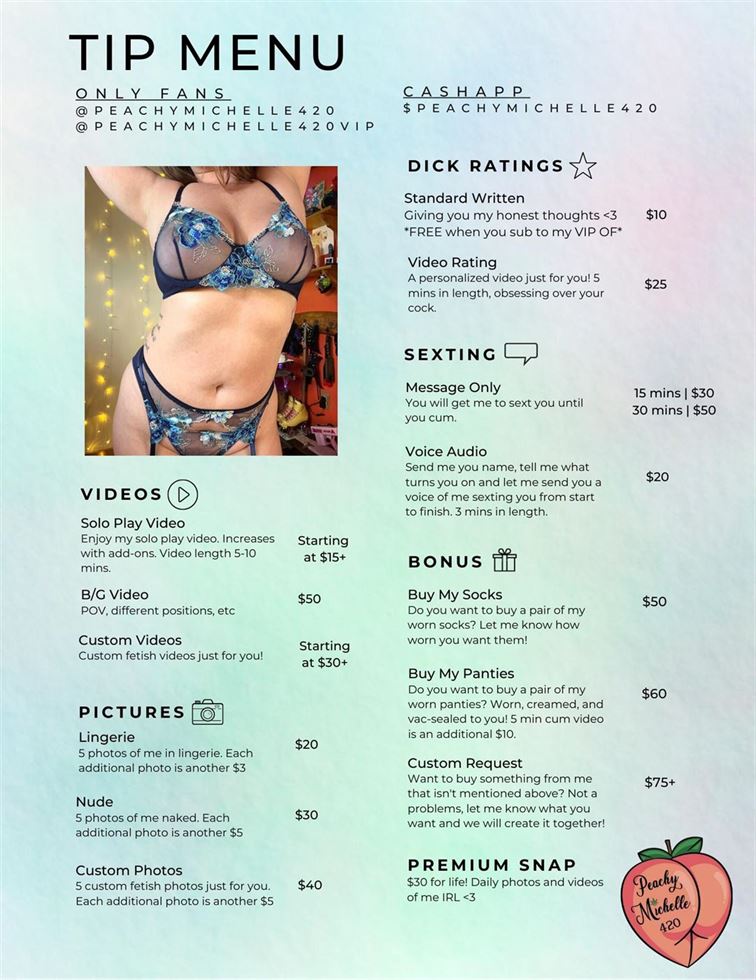 TIP MENU
ONLY FANS
@PEACHYMICHELLE420
@PEACHYMICHELLE420VIP
CASHAPP
$PEACHYMICHELLE420
VIDEOS
Solo Play Video
Enjoy my solo play video. Increases
with add-ons. Video length 5-10
mins.
Starting
at $15+
B/G Video
POV, different positions, etc
$50
Custom Videos
Custom fetish videos just for you!
Starting
at $30+
PICTURES
Lingerie
5 photos of me in lingerie. Each
additional photo is another $3
$20
Nude
5 photos of me naked. Each
additional photo is another $5
$30
Custom Photos
5 custom fetish photos just for you.
Each additional photo is another $5
$40
DICK RATINGS
Standard Written
Giving you my honest thoughts <3
*FREE when you sub to my VIP OF*
$10
Video Rating
A personalized video just for you! 5
mins in length, obsessing over your
cock.
$25
SEXTING
Message Only
You will get me to sext you until
you cum.
15 mins | $30
30 mins | $50
Voice Audio
Send me you name, tell me what
turns you on and let me send you a
voice of me sexting you from start
to finish. 3 mins in length.
$20
BONUS
Buy My Socks
Do you want to buy a pair of my
worn socks? Let me know how
worn you want them!
$50
Buy My Panties
Do you want to buy a pair of my
worn panties? Worn, creamed, and
vac-sealed to you! 5 min cum video
is an additional $10.
$60
Custom Request
Want to buy something from me
that isn't mentioned above? Not a
problems, let me know what you
want and we will create it together!
$75+
PREMIUM SNAP
$30 for life! Daily photos and videos
of me IRL <3
Peachy
Michelle
420